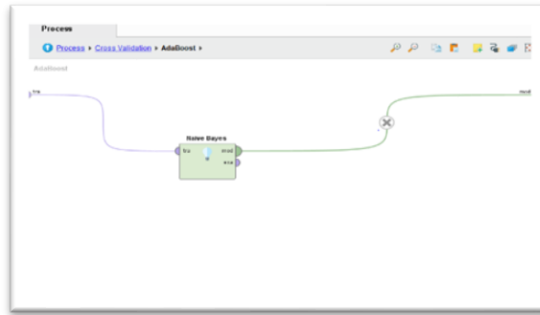 Process
Process ▸ Cross Validation ▸ AdaBoost ▸
AdaBoost
tra
mod
Naive Bayes
tra mod
exa